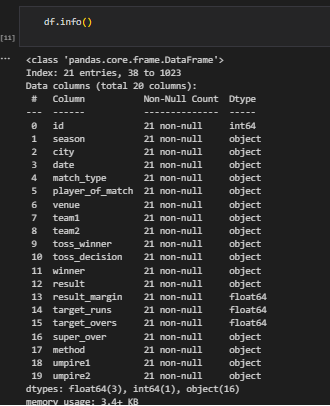 df.info()
[11]
...
<class 'pandas.core.frame.DataFrame'>
Index: 21 entries, 38 to 1023
Data columns (total 20 columns):
 #   Column           Non-Null Count  Dtype
---  ------           --------------  -----
 0   id               21 non-null     int64
 1   season           21 non-null     object
 2   city             21 non-null     object
 3   date             21 non-null     object
 4   match_type       21 non-null     object
 5   player_of_match  21 non-null     object
 6   venue            21 non-null     object
 7   team1            21 non-null     object
 8   team2            21 non-null     object
 9   toss_winner      21 non-null     object
 10  toss_decision    21 non-null     object
 11  winner           21 non-null     object
 12  result           21 non-null     object
 13  result_margin    21 non-null     float64
 14  target_runs      21 non-null     float64
 15  target_overs     21 non-null     float64
 16  super_over       21 non-null     object
 17  method           21 non-null     object
 18  umpire1          21 non-null     object
 19  umpire2          21 non-null     object
dtypes: float64(3), int64(1), object(16)
memory usage: 3.4+ KB